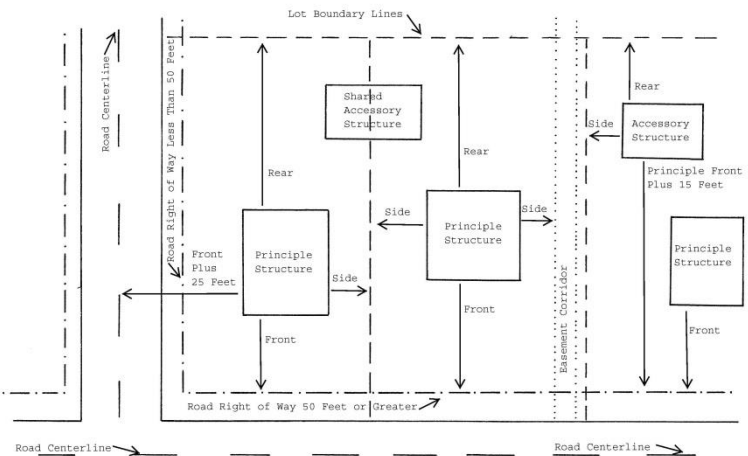 Lot Boundary Lines
Road Centerline
Road Right of Way Less Than 50 Feet
Shared
Accessory
Structure
Rear
Rear
Rear
Side
Accessory
Structure
Principle Front
Plus 15 Feet
Side
Side
Principle
Structure
Principle
Structure
Principle
Structure
Front
Plus
25 Feet
Side
Front
Front
Front
Easement Corridor
Road Right of Way 50 Feet or Greater
Road Centerline
Road Centerline